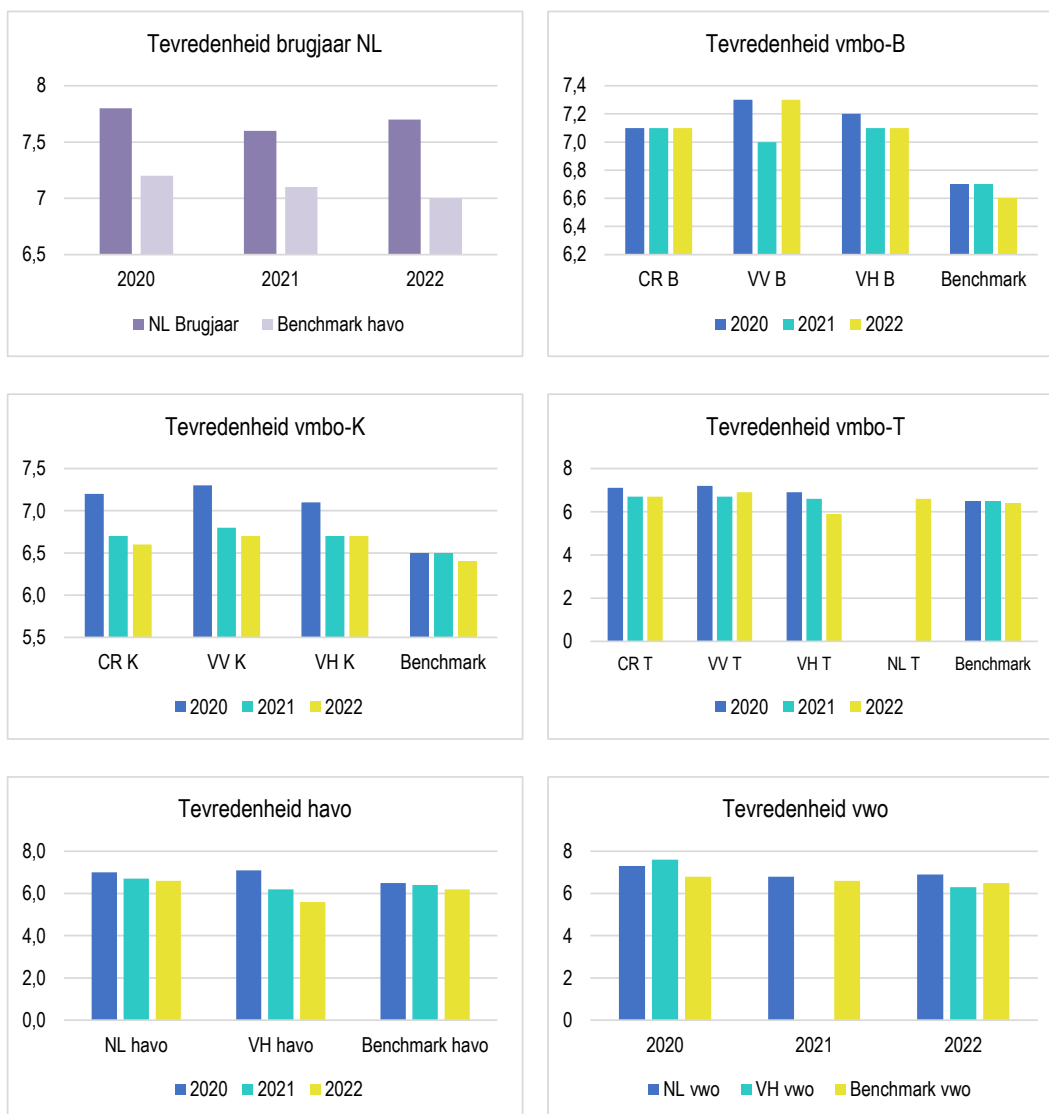 Tevredenheid brugjaar NL
8
7,5
7
6,5
2020 2021 2022
NL Brugjaar Benchmark havo
Tevredenheid vmbo-B
7,4
7,2
7,0
6,8
6,6
6,4
6,2
CR B VV B VH B Benchmark
2020 2021 2022
Tevredenheid vmbo-K
7,5
7,0
6,5
6,0
5,5
CR K VV K VH K Benchmark
2020 2021 2022
Tevredenheid vmbo-T
8
6
4
2
0
CR T VV T VH T NL T Benchmark
2020 2021 2022
Tevredenheid havo
8,0
6,0
4,0
2,0
0,0
NL havo VH havo Benchmark havo
2020 2021 2022
Tevredenheid vwo
8
6
4
2
0
2020 2021 2022
NL vwo VH vwo Benchmark vwo